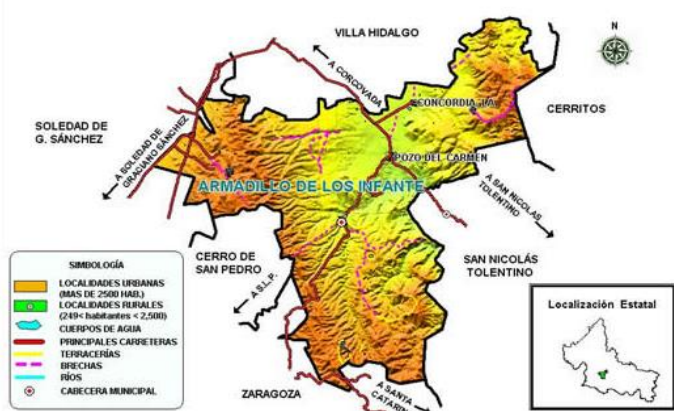 VILLA HIDALGO
N
A CORCOVADA
CONCORDIA, LA
CERRITOS
SOLEDAD DE
G. SÁNCHEZ
A SOLEDAD DE
GRACIANO SÁNCHEZ
POZO DEL CARMEN
ARMADILLO DE LOS INFANTE
A SAN NICOLAS
TOLENTINO
CERRO DE
SAN PEDRO
SAN NICOLÁS
TOLENTINO
A S.L.P.
ZARAGOZA
A SANTA
CATARIN
SIMBOLOGÍA
LOCALIDADES URBANAS
(MAS DE 2500 HAB.)
LOCALIDADES RURALES
(249< habitantes < 2,500)
CUERPOS DE AGUA
PRINCIPALES CARRETERAS
TERRACERÍAS
BRECHAS
RÍOS
CABECERA MUNICIPAL
Localización Estatal